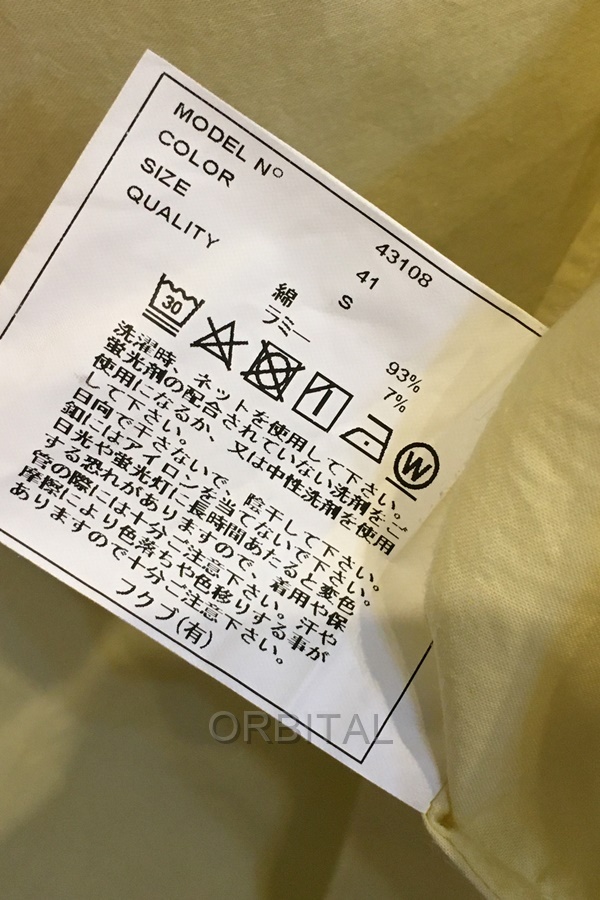 MODEL Nº 43108
COLOR 41
SIZE S
QUALITY 綿 93%
ラミー 7%
30
W
洗濯時、ネットを使用して下さい。
蛍光剤の配合されていない洗剤をご
使用になるか、又は中性洗剤を使用
して下さい。
日向で干さないで、陰干して下さい。
釦にはアイロンを当てないで下さい。
日光や蛍光灯に長時間あたると変色
する恐れがありますので、着用や保
管の際には十分ご注意下さい。汗や
摩擦により色落ちや色移りする事が
ありますので十分ご注意下さい。
フクブ(有)
ORBITAL